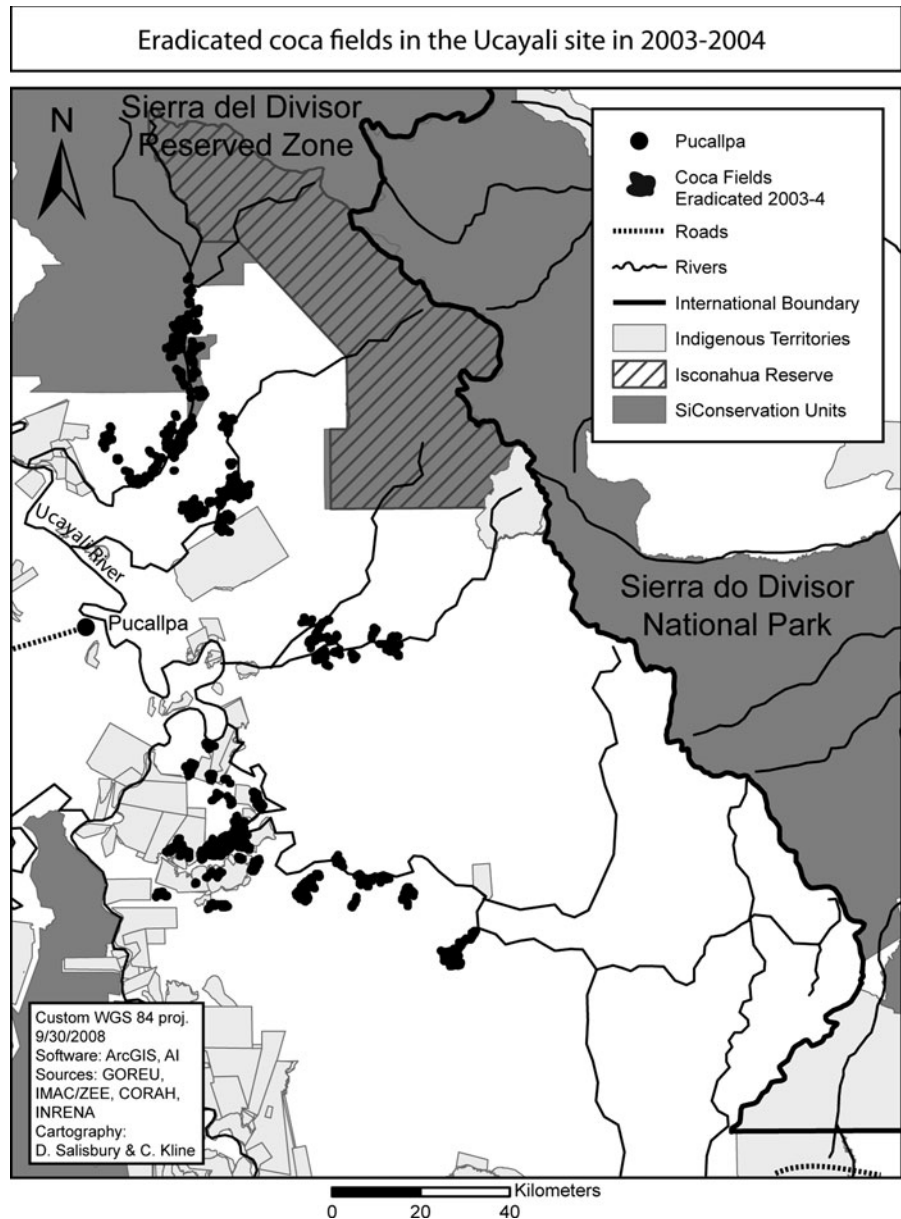 Eradicated coca fields in the Ucayali site in 2003-2004
Sierra del Divisor
Reserved Zone
N
Pucallpa
Coca Fields
Eradicated 2003-4
Roads
Rivers
International Boundary
Indigenous Territories
Isconahua Reserve
SiConservation Units
Ucayali River
Pucallpa
Sierra do Divisor
National Park
Custom WGS 84 proj.
9/30/2008
Software: ArcGIS, AI
Sources: GOREU,
IMAC/ZEE, CORAH,
INRENA
Cartography:
D. Salisbury & C. Kline
Kilometers
0 20 40